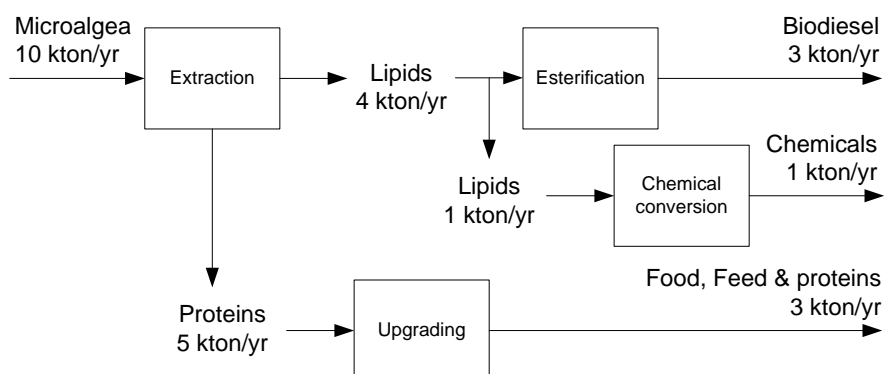 Microalgea
10 kton/yr
Extraction
Lipids
4 kton/yr
Esterification
Biodiesel
3 kton/yr
Lipids
1 kton/yr
Chemical
conversion
Chemicals
1 kton/yr
Proteins
5 kton/yr
Upgrading
Food, Feed & proteins
3 kton/yr